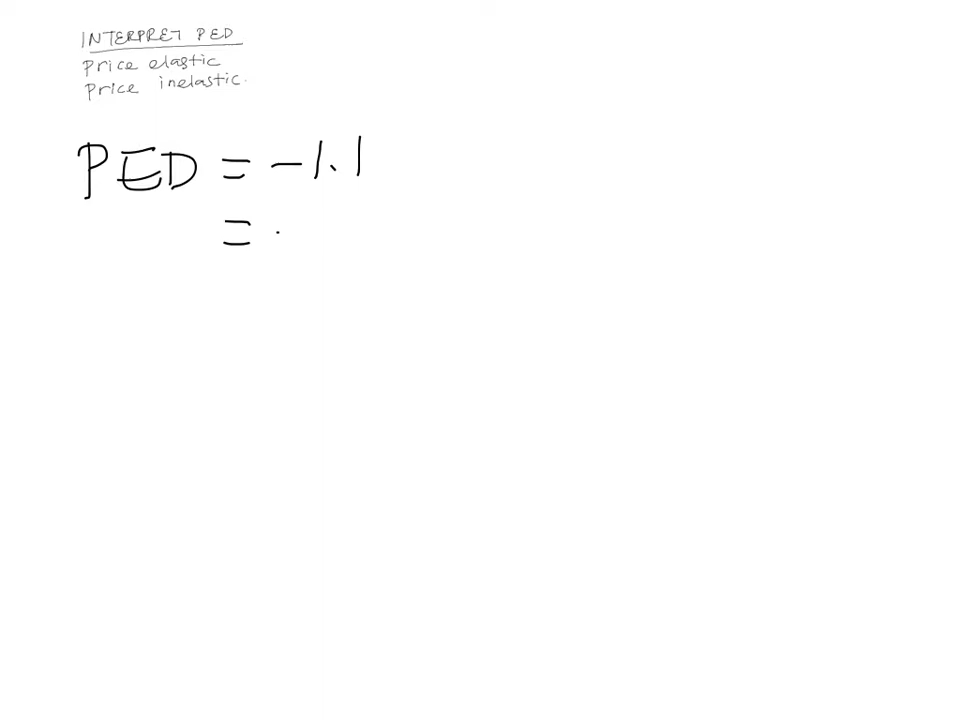 INTERPRET PED
Price elastic
Price inelastic.
PED = -1.1
= .